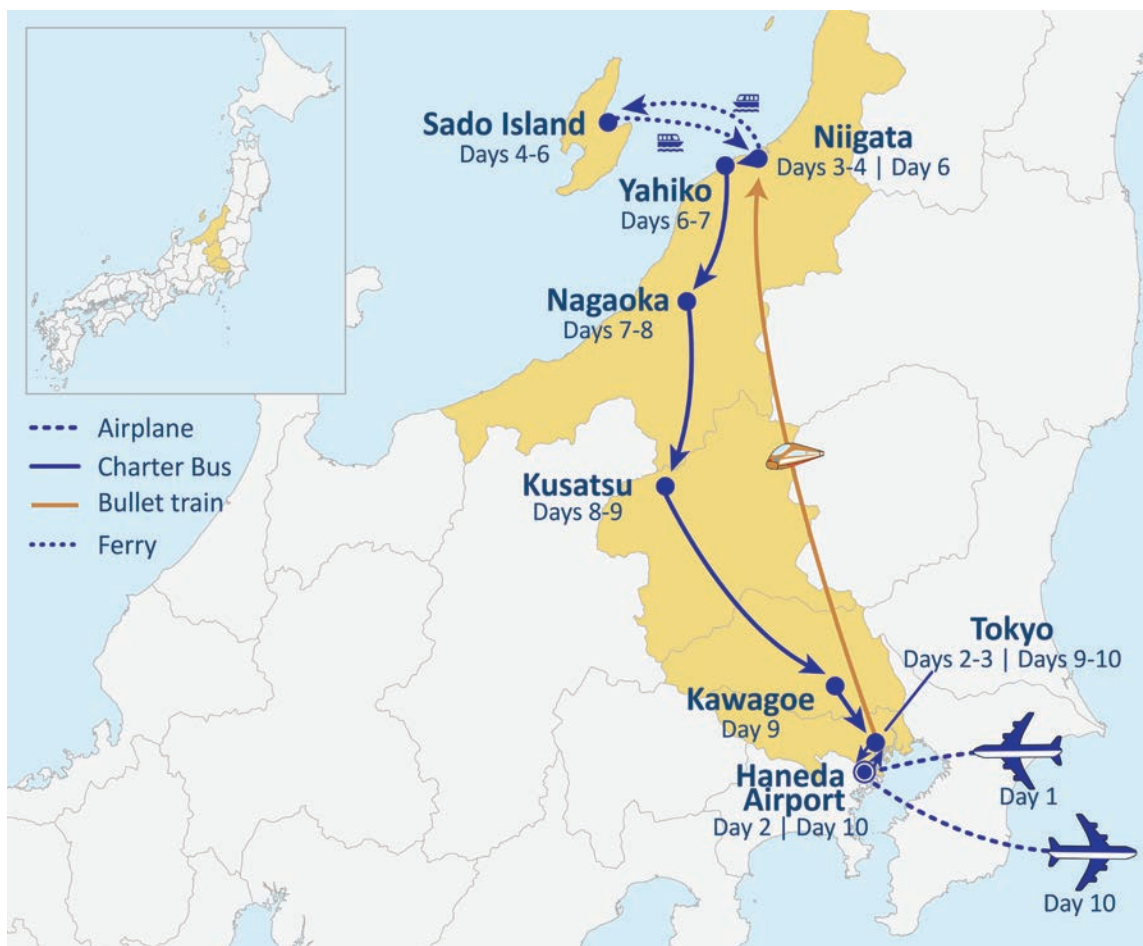 Sado Island
Days 4-6
Niigata
Days 3-4 | Day 6
Yahiko
Days 6-7
Nagaoka
Days 7-8
Airplane
Charter Bus
Bullet train
Ferry
Kusatsu
Days 8-9
Tokyo
Days 2-3 | Days 9-10
Kawagoe
Day 9
Haneda
Airport
Day 2 | Day 10
Day 1
Day 10